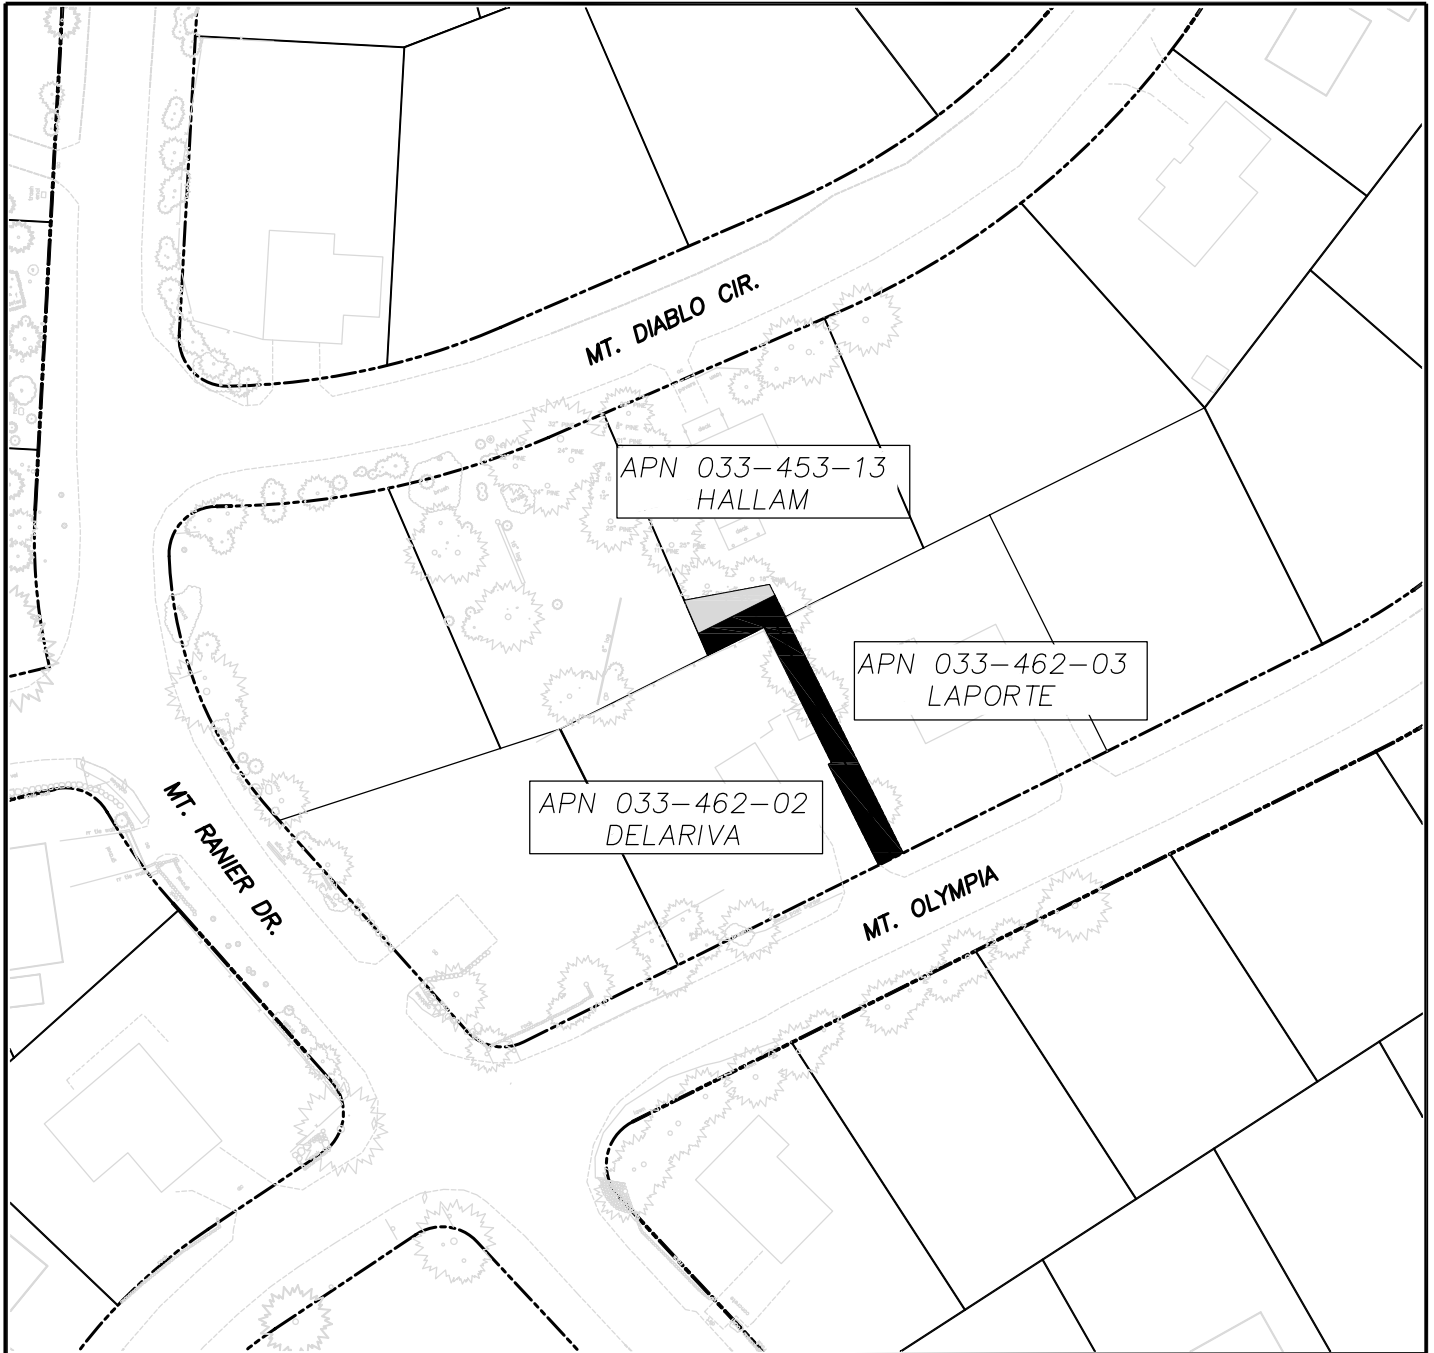 MT. DIABLO CIR.
APN 033-453-13
HALLAM
APN 033-462-03
LAPORTE
APN 033-462-02
DELARIVA
MT. RANIER DR.
MT. OLYMPIA